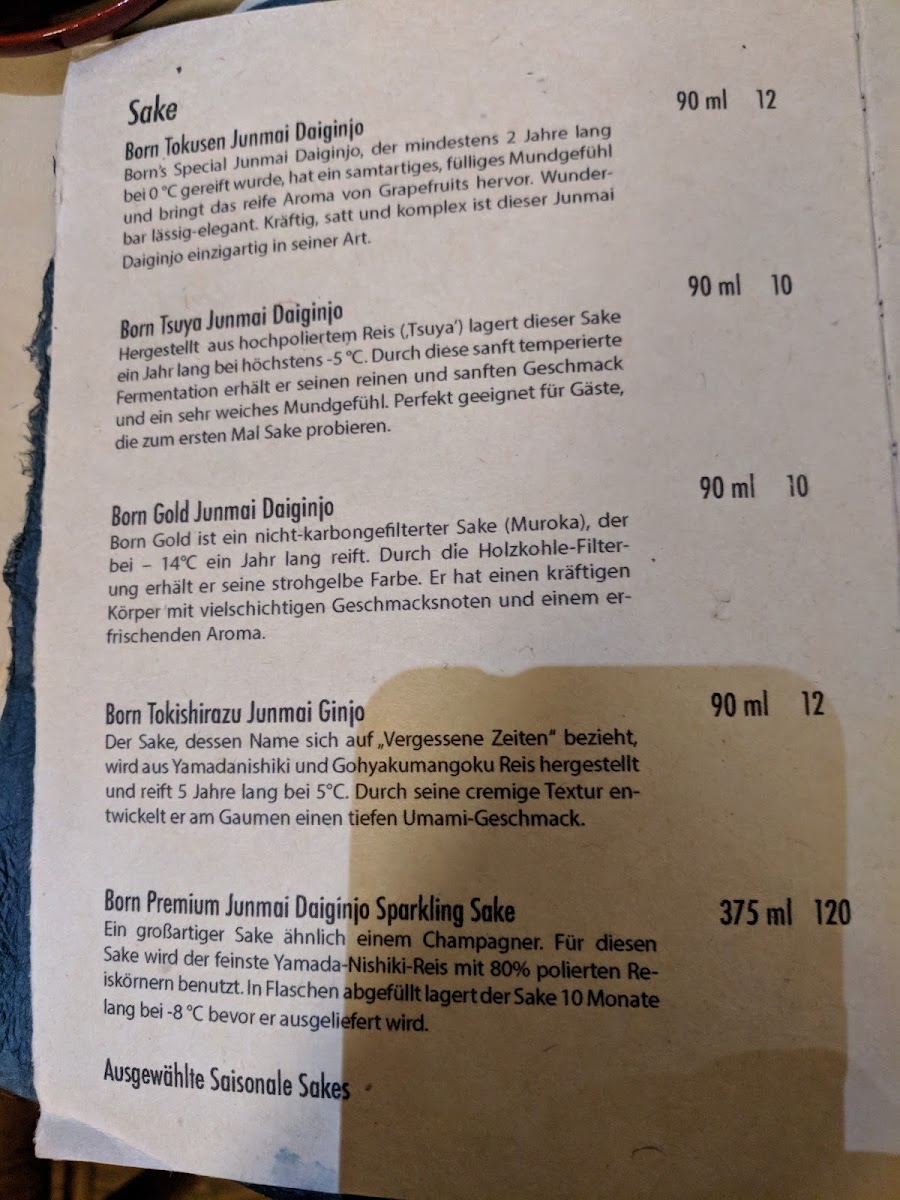 Sake
Born Tokusen Junmai Daiginjo 90 ml 12
Born's Special Junmai Daiginjo, der mindestens 2 Jahre lang
bei 0 °C gereift wurde, hat ein samtartiges, fülliges Mundgefühl
und bringt das reife Aroma von Grapefruits hervor. Wunder-
bar lässig-elegant. Kräftig, satt und komplex ist dieser Junmai
Daiginjo einzigartig in seiner Art.
Born Tsuya Junmai Daiginjo 90 ml 10
Hergestellt aus hochpoliertem Reis (‚Tsuya') lagert dieser Sake
ein Jahr lang bei höchstens -5 °C. Durch diese sanft temperierte
Fermentation erhält er seinen reinen und sanften Geschmack
und ein sehr weiches Mundgefühl. Perfekt geeignet für Gäste,
die zum ersten Mal Sake probieren.
Born Gold Junmai Daiginjo 90 ml 10
Born Gold ist ein nicht-karbongefilterter Sake (Muroka), der
bei – 14°C ein Jahr lang reift. Durch die Holzkohle-Filter-
ung erhält er seine strohgelbe Farbe. Er hat einen kräftigen
Körper mit vielschichtigen Geschmacksnoten und einem er-
frischenden Aroma.
Born Tokishirazu Junmai Ginjo 90 ml 12
Der Sake, dessen Name sich auf „Vergessene Zeiten“ bezieht,
wird aus Yamadanishiki und Gohyakumangoku Reis hergestellt
und reift 5 Jahre lang bei 5°C. Durch seine cremige Textur en-
twickelt er am Gaumen einen tiefen Umami-Geschmack.
Born Premium Junmai Daiginjo Sparkling Sake 375 ml 120
Ein großartiger Sake ähnlich einem Champagner. Für diesen
Sake wird der feinste Yamada-Nishiki-Reis mit 80% polierten Re-
iskörnern benutzt. In Flaschen abgefüllt lagert der Sake 10 Monate
lang bei -8 °C bevor er ausgeliefert wird.
Ausgewählte Saisonale Sakes